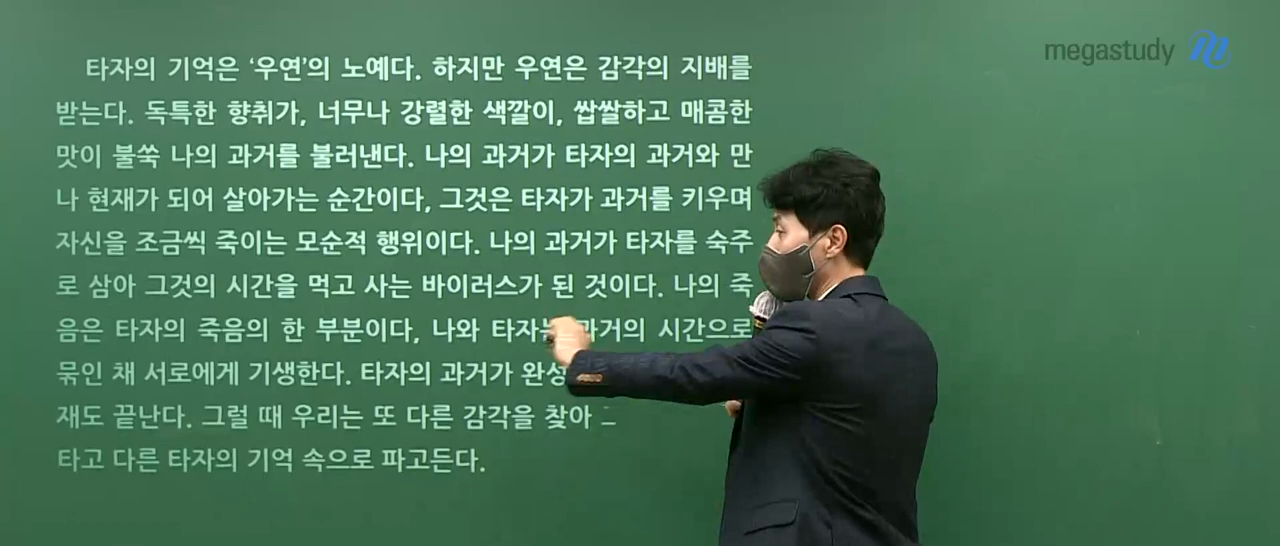 타자의 기억은 ‘우연’의 노예다. 하지만 우연은 감각의 지배를
받는다. 독특한 향취가, 너무나 강렬한 색깔이, 쌉쌀하고 매콤한
맛이 불쑥 나의 과거를 불러낸다. 나의 과거가 타자의 과거와 만
나 현재가 되어 살아가는 순간이다, 그것은 타자가 과거를 키우며
자신을 조금씩 죽이는 모순적 행위이다. 나의 과거가 타자를 숙주
로 삼아 그것의 시간을 먹고 사는 바이러스가 된 것이다. 나의 죽
음은 타자의 죽음의 한 부분이다, 나와 과거의 시간으로
묶인 채 서로에게 기생한다. 타자의 과거가
재도 끝난다. 그럴 때 우리는 또 다른 감각을 찾아
타고 다른 타자의 기억 속으로 파고든다.
megastudy m